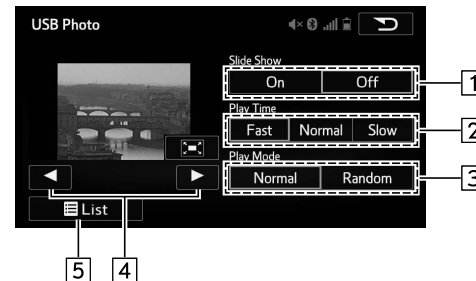 USB Photo
Slide Show
On Off
1
Play Time
Fast Normal Slow
2
Play Mode
Normal Random
3
List
5 4